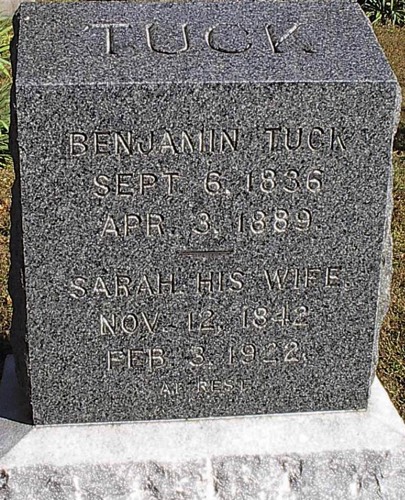 TUCK
BENJAMIN TUCK
SEPT. 6, 1836
APR. 3, 1889.
SARAH, HIS WIFE.
NOV. 12, 1842
FEB. 3, 1922.
AT REST